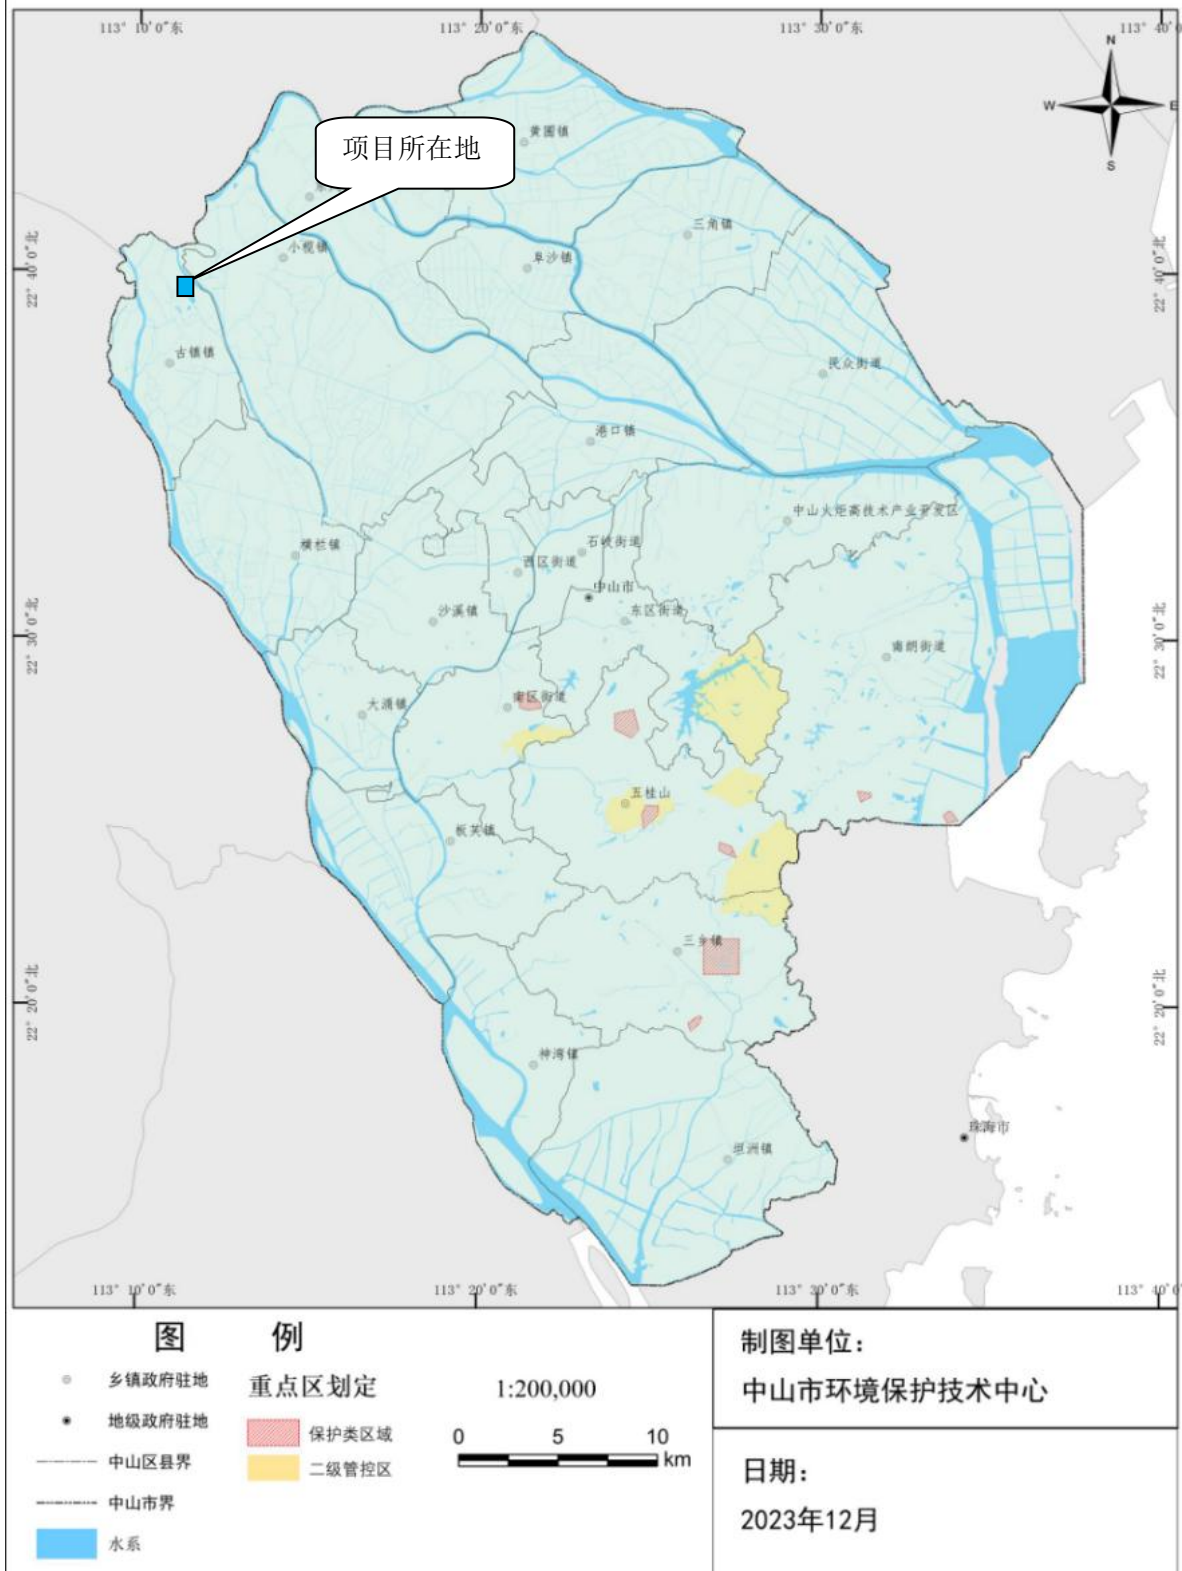 113° 10′0″东
113° 20′0″东
113° 30′0″东
113° 40′0″
N
W
E
S
项目所在地
黄圃镇
三角镇
小榄镇
阜沙镇
22° 40′0″北
22° 40′0″北
古镇镇
民众街道
港口镇
中山火炬高技术产业开发区
横栏镇
石岐街道
西区街道
中山市
沙溪镇
东区街道
22° 30′0″北
22° 30′0″北
南朗街道
大涌镇
南区街道
五桂山
板芙镇
三乡镇
22° 20′0″北
22° 20′0″北
神湾镇
珠海市
坦洲镇
113° 10′0″东
113° 20′0″东
113° 30′0″东
113° 40′0″
图 例
乡镇政府驻地
地级政府驻地
中山区县界
中山市界
水系
重点区划定
保护类区域
二级管控区
1:200,000
0 5 10
km
制图单位：
中山市环境保护技术中心
日期：
2023年12月